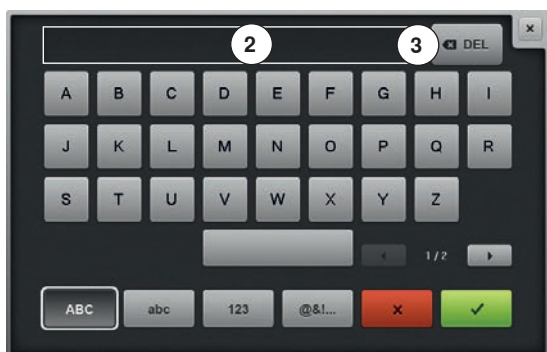 2 3 DEL ×
A B C D E F G H I
J K L M N O P Q R
S T U V W X Y Z
1/2
ABC abc 123 @&!...